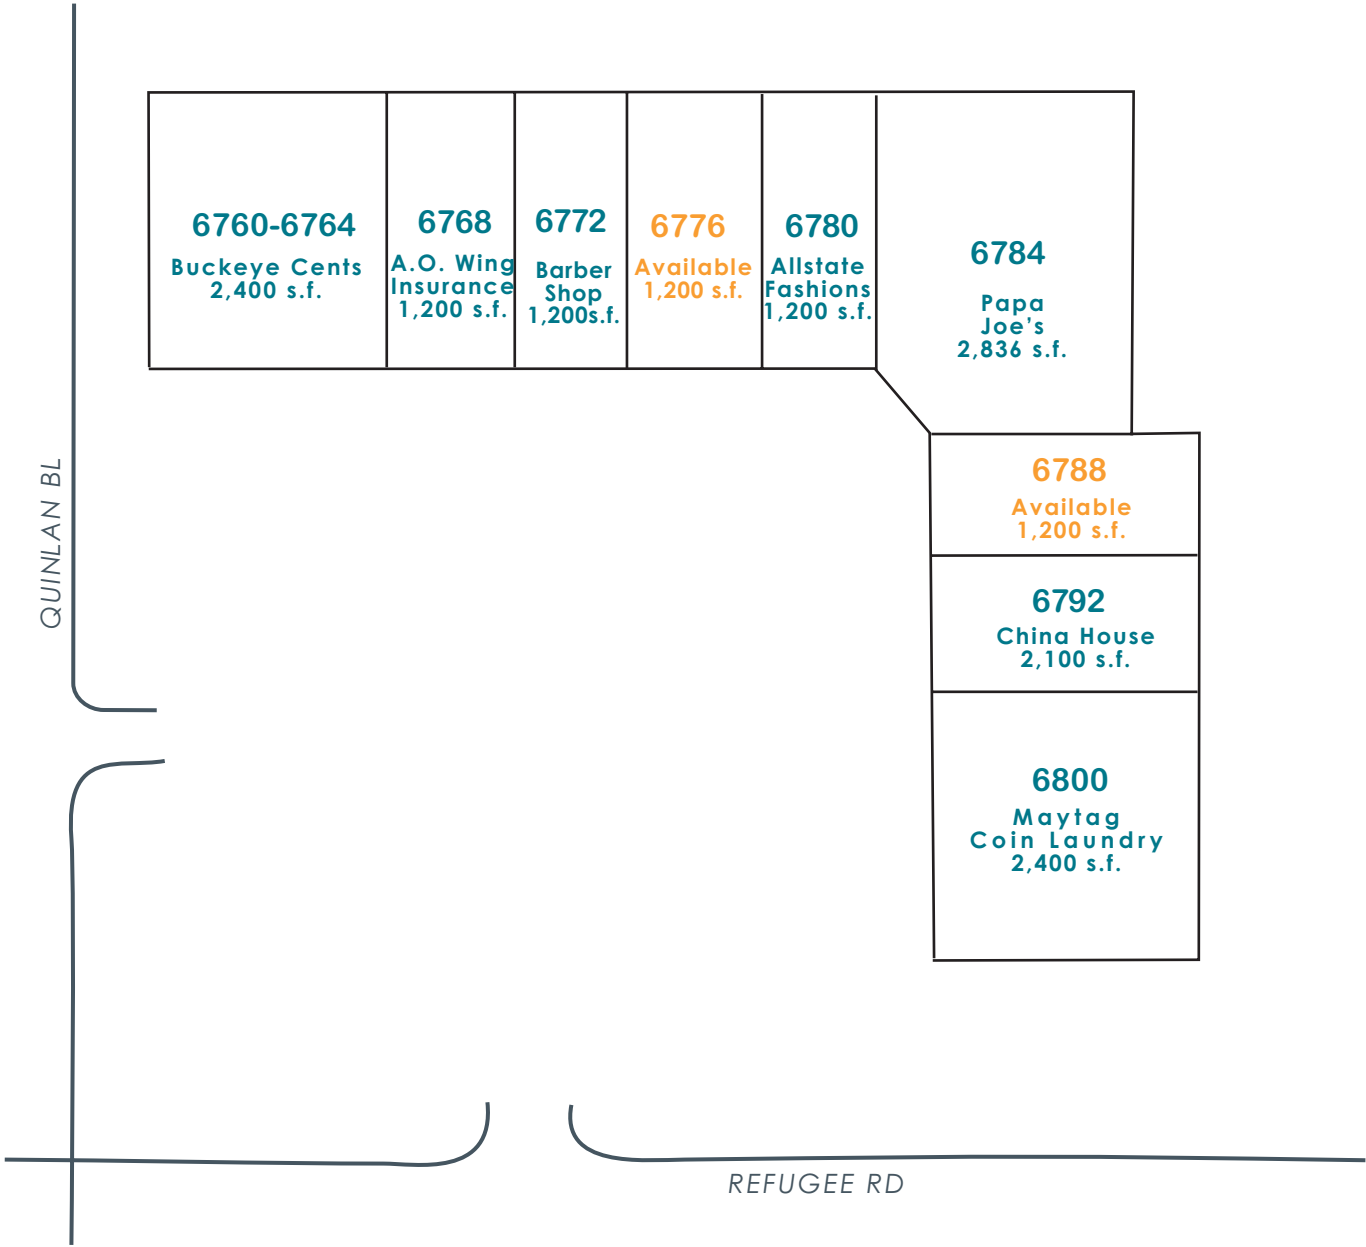 6760-6764
Buckeye Cents
2,400 s.f.
6768
A.O. Wing
Insurance
1,200 s.f.
6772
Barber
Shop
1,200s.f.
6776
Available
1,200 s.f.
6780
Allstate
Fashions
1,200 s.f.
6784
Papa
Joe’s
2,836 s.f.
6788
Available
1,200 s.f.
6792
China House
2,100 s.f.
6800
Maytag
Coin Laundry
2,400 s.f.
QUINLAN BL
REFUGEE RD